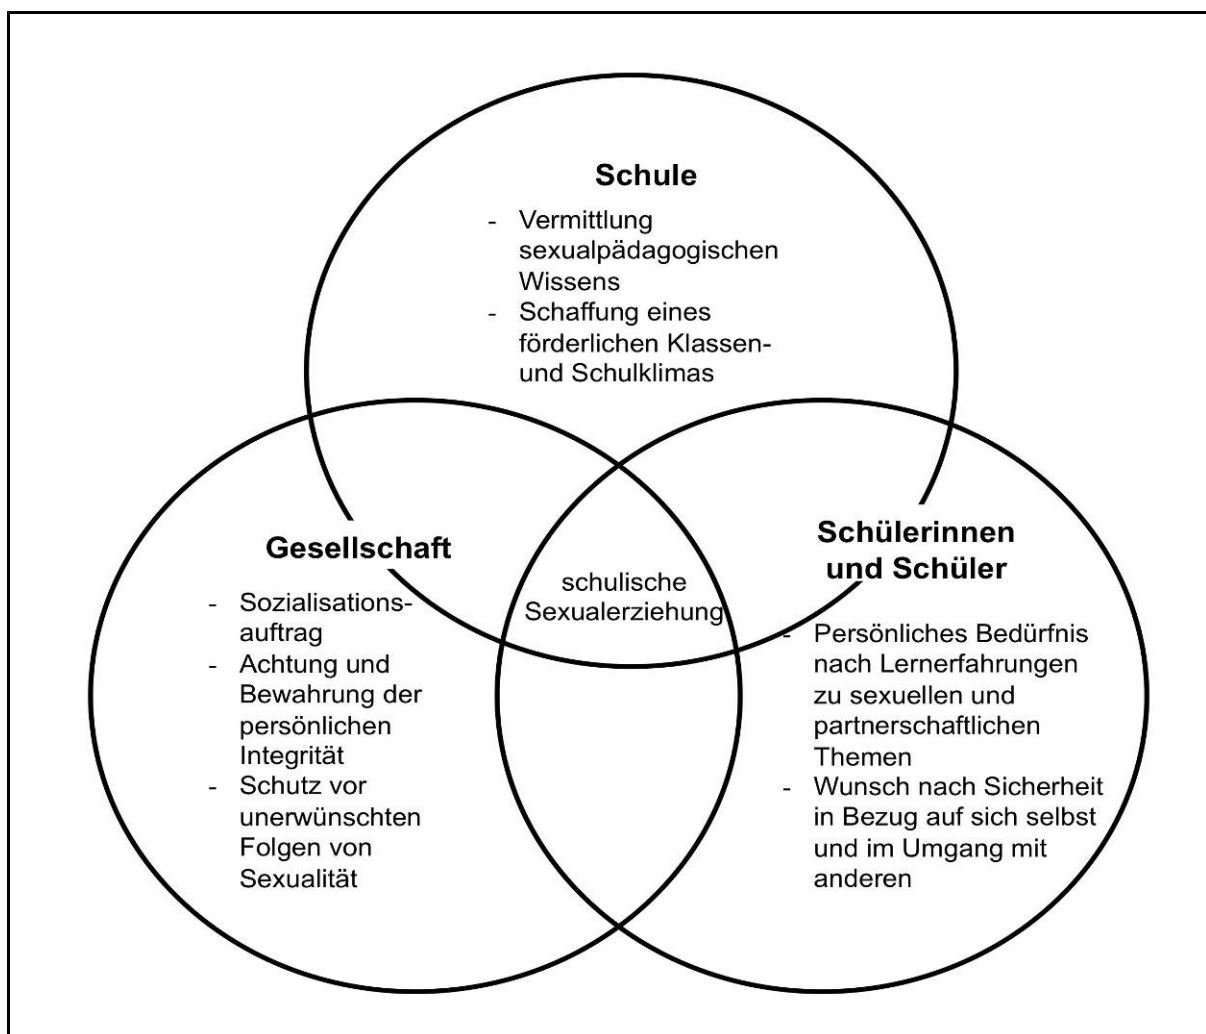 Schule
- Vermittlung
sexualpädagogischen
Wissens
- Schaffung eines
förderlichen Klassen-
und Schulklimas
Gesellschaft
- Sozialisations-
auftrag
- Achtung und
Bewahrung der
persönlichen
Integrität
- Schutz vor
unerwünschten
Folgen von
Sexualität
schulische
Sexualerziehung
Schülerinnen
und Schüler
- Persönliches Bedürfnis
nach Lernerfahrungen
zu sexuellen und
partnerschaftlichen
Themen
- Wunsch nach Sicherheit
in Bezug auf sich selbst
und im Umgang mit
anderen